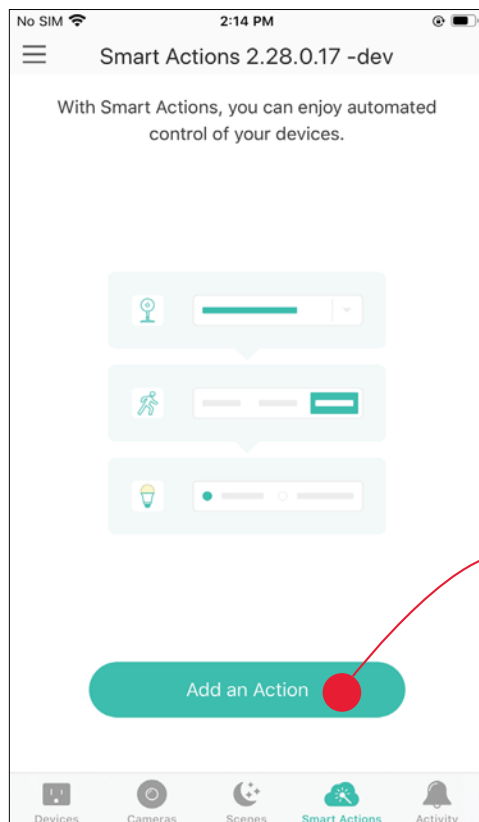 No SIM 2:14 PM
Smart Actions 2.28.0.17 -dev
With Smart Actions, you can enjoy automated
control of your devices.
Add an Action
Devices Cameras Scenes Smart Actions Activity